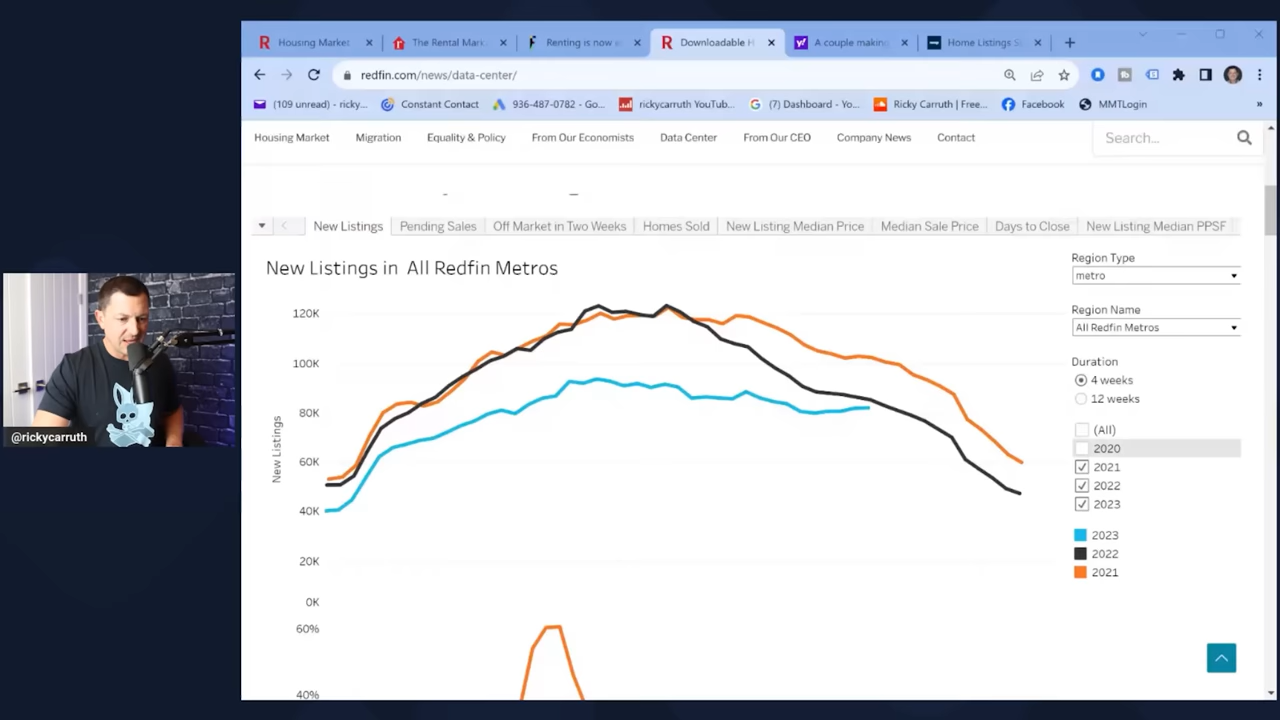 Housing Market
The Rental Mar
Renting is now
Downloadable H
A couple making
Home Listings S
redfin.com/news/data-center/
(109 unread) - ricky...
Constant Contact
936-487-0782 - Go...
rickycarruth YouTub...
(7) Dashboard - Yo...
Ricky Carruth | Free...
Facebook
MMTLogin
»
Housing Market
Migration
Equality & Policy
From Our Economists
Data Center
From Our CEO
Company News
Contact
Search...
New Listings
Pending Sales
Off Market in Two Weeks
Homes Sold
New Listing Median Price
Median Sale Price
Days to Close
New Listing Median PPSF
New Listings in All Redfin Metros
Region Type
metro
Region Name
All Redfin Metros
Duration
4 weeks
12 weeks
(All)
2020
2021
2022
2023
2023
2022
2021
New Listings
120K
100K
80K
60K
40K
20K
0K
60%
40%
@rickycarruth